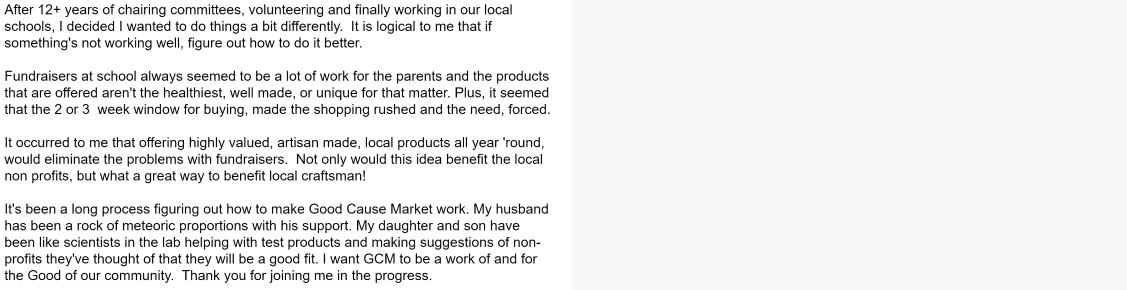 After 12+ years of chairing committees, volunteering and finally working in our local
schools, I decided I wanted to do things a bit differently.  It is logical to me that if
something's not working well, figure out how to do it better.
Fundraisers at school always seemed to be a lot of work for the parents and the products
that are offered aren't the healthiest, well made, or unique for that matter. Plus, it seemed
that the 2 or 3  week window for buying, made the shopping rushed and the need, forced.
It occurred to me that offering highly valued, artisan made, local products all year 'round,
would eliminate the problems with fundraisers.  Not only would this idea benefit the local
non profits, but what a great way to benefit local craftsman!
It's been a long process figuring out how to make Good Cause Market work. My husband
has been a rock of meteoric proportions with his support. My daughter and son have
been like scientists in the lab helping with test products and making suggestions of non-
profits they've thought of that they will be a good fit. I want GCM to be a work of and for
the Good of our community.  Thank you for joining me in the progress.